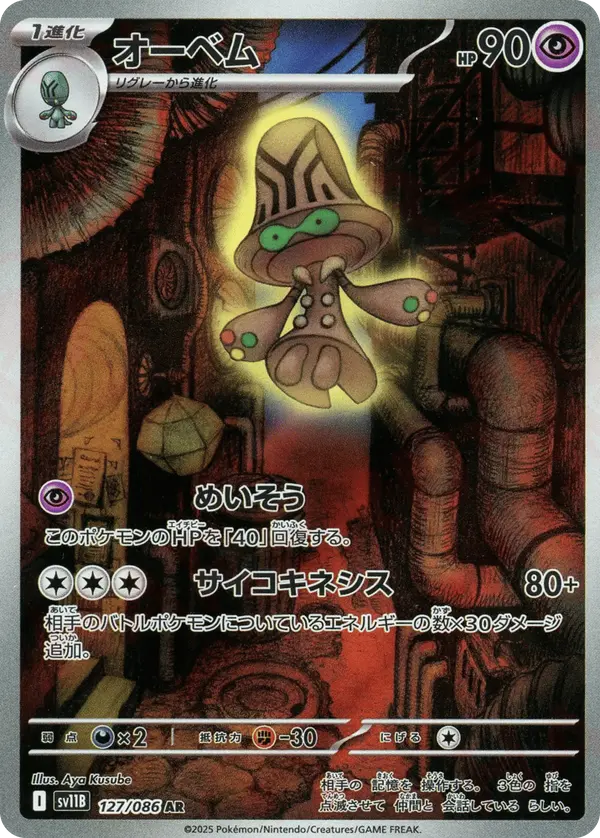 1進化
オーベム
HP90
リグレーから進化
めいそう
このポケモンのHPを「40」回復する。
サイコキネシス 80+
相手のバトルポケモンについているエネルギーの数×30ダメージ
追加。
弱点 ×2 抵抗力 -30 にげる
Illus. Aya Kusube
I sv11B 127/086 AR
相手の記憶を操作する。3色の指を
点滅させて仲間と会話しているらしい。
©2025 Pokémon/Nintendo/Creatures/GAME FREAK.